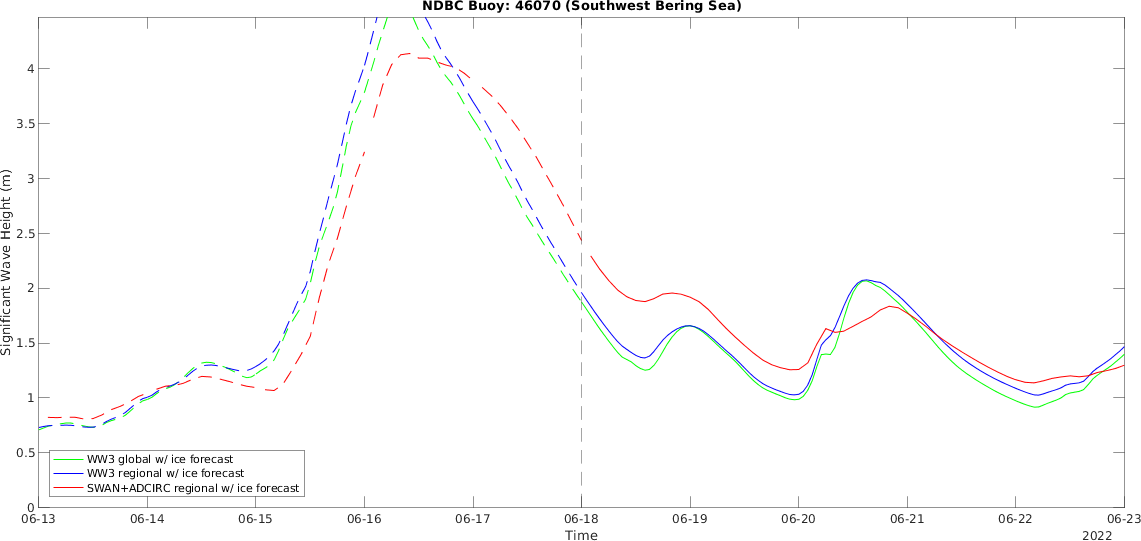 NDBC Buoy: 46070 (Southwest Bering Sea)
Significant Wave Height (m)
4
3.5
3
2.5
2
1.5
1
0.5
0
WW3 global w/ ice forecast
WW3 regional w/ ice forecast
SWAN+ADCIRC regional w/ ice forecast
06-13 06-14 06-15 06-16 06-17 06-18 06-19 06-20 06-21 06-22 06-23
Time
2022